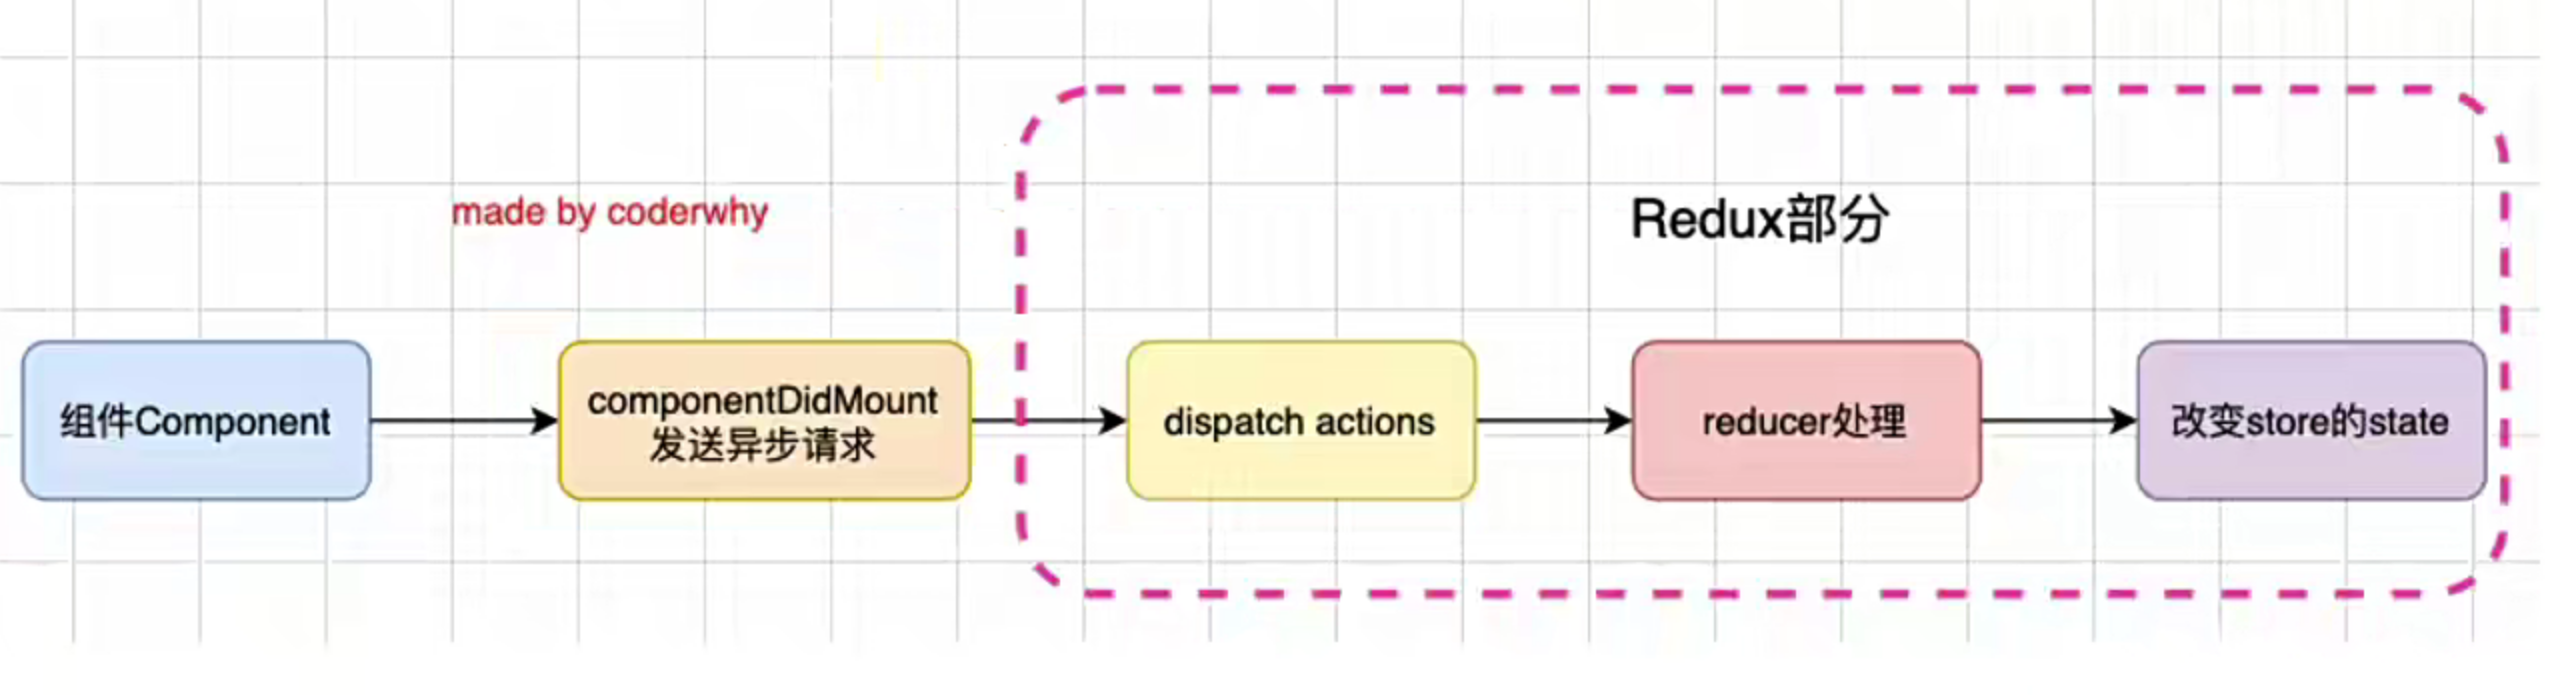 made by coderwhy
Redux部分
组件Component
componentDidMount
发送异步请求
dispatch actions
reducer处理
改变store的state